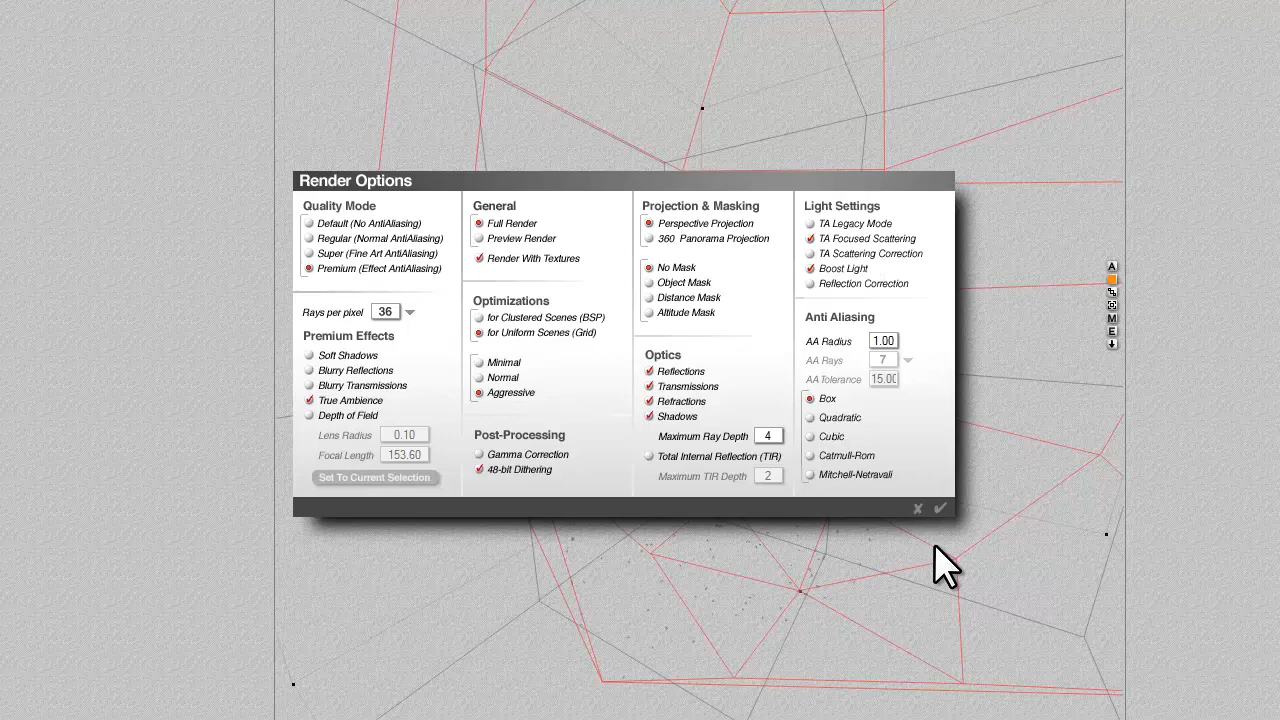 Render Options
Quality Mode
Default (No AntiAliasing)
Regular (Normal AntiAliasing)
Super (Fine Art AntiAliasing)
Premium (Effect AntiAliasing)
Rays per pixel 36
Premium Effects
Soft Shadows
Blurry Reflections
Blurry Transmissions
True Ambience
Depth of Field
Lens Radius 0.10
Focal Length 153.60
Set To Current Selection
General
Full Render
Preview Render
Render With Textures
Optimizations
for Clustered Scenes (BSP)
for Uniform Scenes (Grid)
Minimal
Normal
Aggressive
Post-Processing
Gamma Correction
48-bit Dithering
Projection & Masking
Perspective Projection
360 Panorama Projection
No Mask
Object Mask
Distance Mask
Altitude Mask
Optics
Reflections
Transmissions
Refractions
Shadows
Maximum Ray Depth 4
Total Internal Reflection (TIR)
Maximum TIR Depth 2
Light Settings
TA Legacy Mode
TA Focused Scattering
TA Scattering Correction
Boost Light
Reflection Correction
Anti Aliasing
AA Radius 1.00
AA Rays 7
AA Tolerance 15.00
Box
Quadratic
Cubic
Catmull-Rom
Mitchell-Netravali
A
M
E